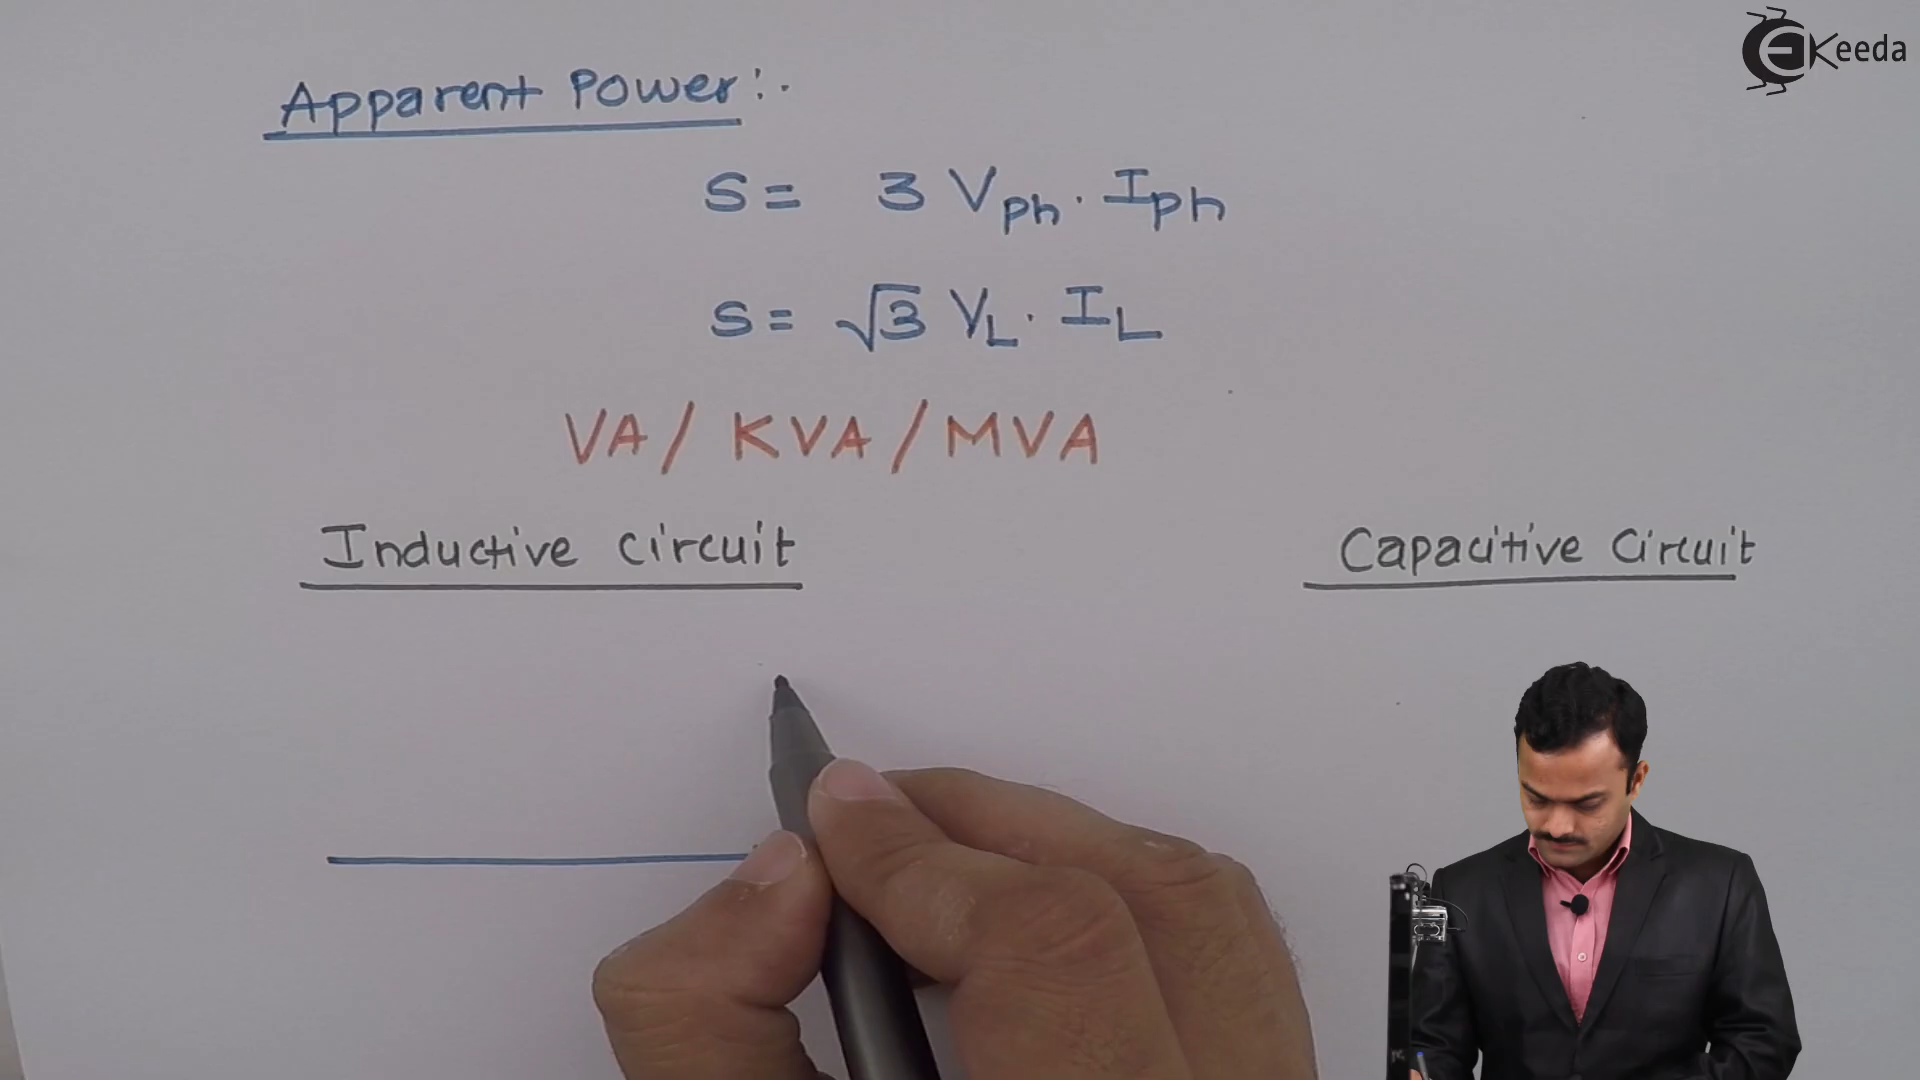 Keeda
Apparent Power:.
S = 3 Vph . Iph
S = √3 VL . IL
VA / KVA / MVA
Inductive Circuit
Capacitive Circuit